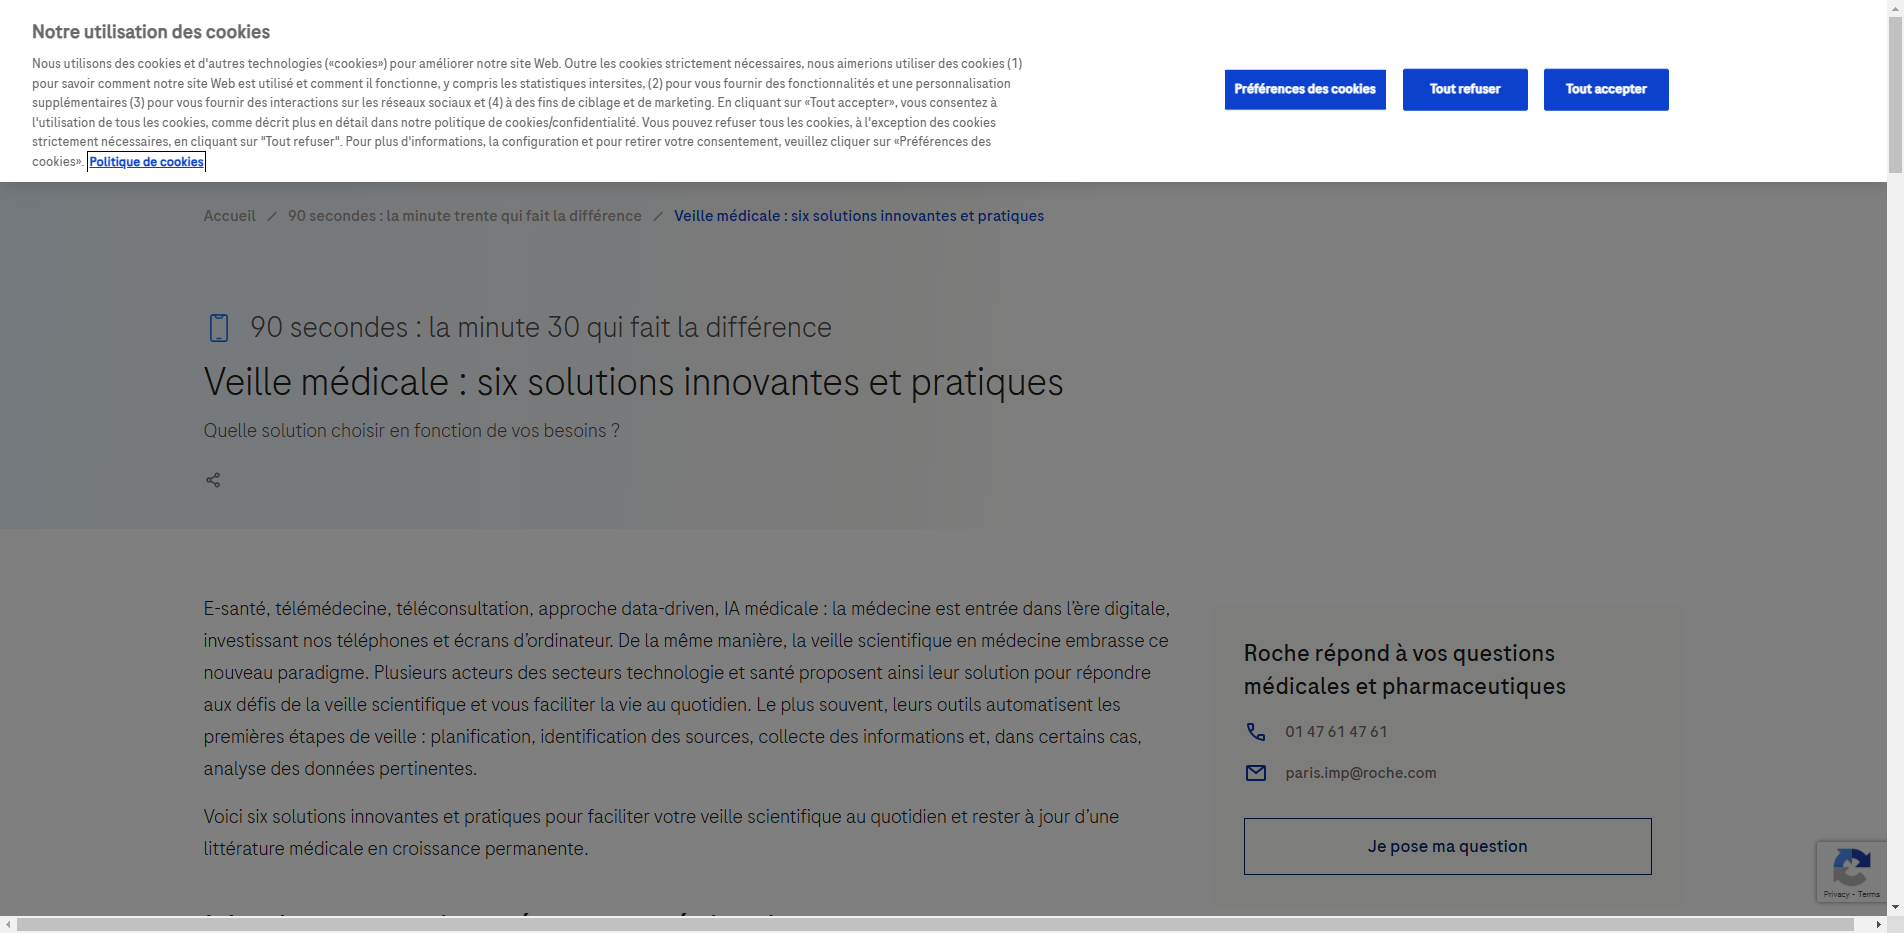 Notre utilisation des cookies
Nous utilisons des cookies et d'autres technologies («cookies») pour améliorer notre site Web. Outre les cookies strictement nécessaires, nous aimerions utiliser des cookies (1)
pour savoir comment notre site Web est utilisé et comment il fonctionne, y compris les statistiques intersites, (2) pour vous fournir des fonctionnalités et une personnalisation
supplémentaires (3) pour vous fournir des interactions sur les réseaux sociaux et (4) à des fins de ciblage et de marketing. En cliquant sur «Tout accepter», vous consentez à
l'utilisation de tous les cookies, comme décrit plus en détail dans notre politique de cookies/confidentialité. Vous pouvez refuser tous les cookies, à l'exception des cookies
strictement nécessaires, en cliquant sur "Tout refuser". Pour plus d'informations, la configuration et pour retirer votre consentement, veuillez cliquer sur «Préférences des
cookies». Politique de cookies
Préférences des cookies
Tout refuser
Tout accepter
Accueil / 90 secondes : la minute trente qui fait la différence / Veille médicale : six solutions innovantes et pratiques
90 secondes : la minute 30 qui fait la différence
Veille médicale : six solutions innovantes et pratiques
Quelle solution choisir en fonction de vos besoins ?
E-santé, télémédecine, téléconsultation, approche data-driven, IA médicale : la médecine est entrée dans l’ère digitale,
investissant nos téléphones et écrans d’ordinateur. De la même manière, la veille scientifique en médecine embrasse ce
nouveau paradigme. Plusieurs acteurs des secteurs technologie et santé proposent ainsi leur solution pour répondre
aux défis de la veille scientifique et vous faciliter la vie au quotidien. Le plus souvent, leurs outils automatisent les
premières étapes de veille : planification, identification des sources, collecte des informations et, dans certains cas,
analyse des données pertinentes.
Voici six solutions innovantes et pratiques pour faciliter votre veille scientifique au quotidien et rester à jour d’une
littérature médicale en croissance permanente.
Roche répond à vos questions
médicales et pharmaceutiques
01 47 61 47 61
paris.imp@roche.com
Je pose ma question
Privacy - Terms